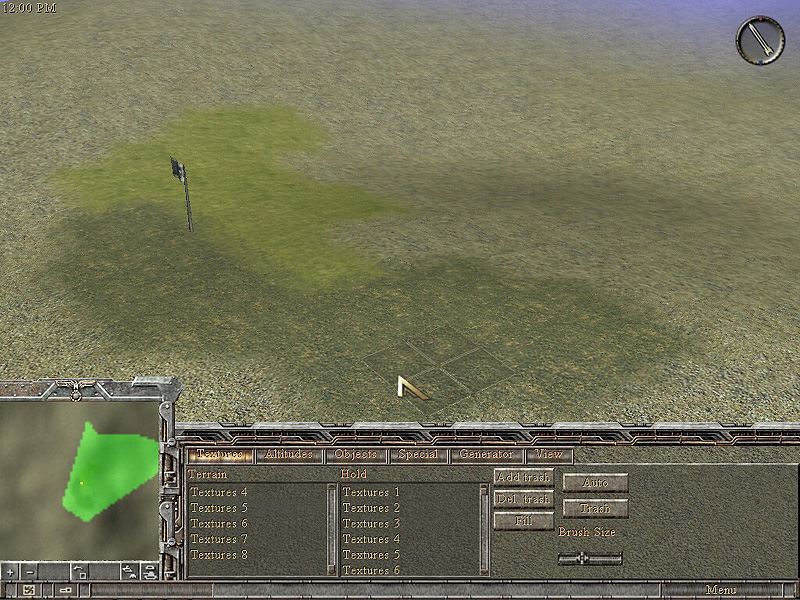 12:00 PM
Textures Altitudes Objects Special Generator View
Terrain Hold Add trash Auto
Textures 4 Textures 1 Del trash Trash
Textures 5 Textures 2 Fill
Textures 6 Textures 3 Brush Size
Textures 7 Textures 4
Textures 8 Textures 5
Textures 6
Menu